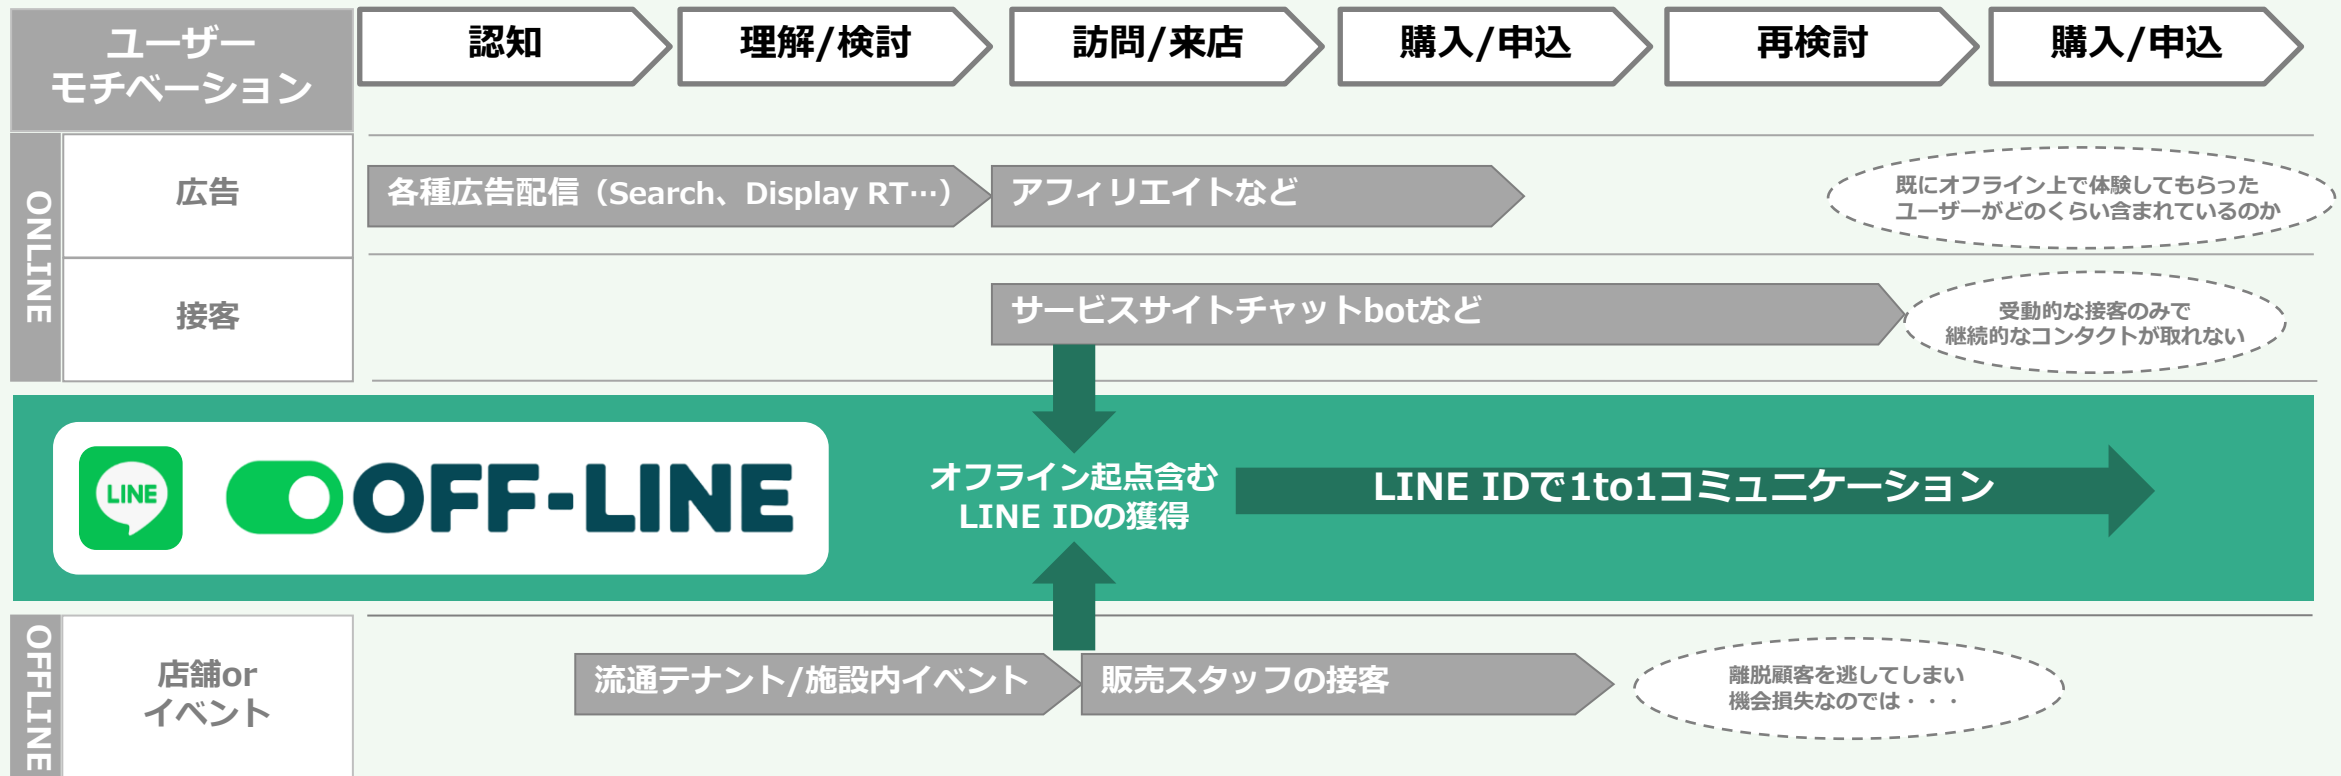 ユーザー
モチベーション
認知
理解/検討
訪問/来店
購入/申込
再検討
購入/申込
ONLINE
広告
各種広告配信（Search、Display RT…）
アフィリエイトなど
既にオフライン上で体験してもらった
ユーザーがどのくらい含まれているのか
接客
サービスサイトチャットbotなど
受動的な接客のみで
継続的なコンタクトが取れない
LINE
OFF-LINE
オフライン起点含む
LINE IDの獲得
LINE IDで1to1コミュニケーション
OFFLINE
店舗or
イベント
流通テナント/施設内イベント
販売スタッフの接客
離脱顧客を逃してしまい
機会損失なのでは・・・